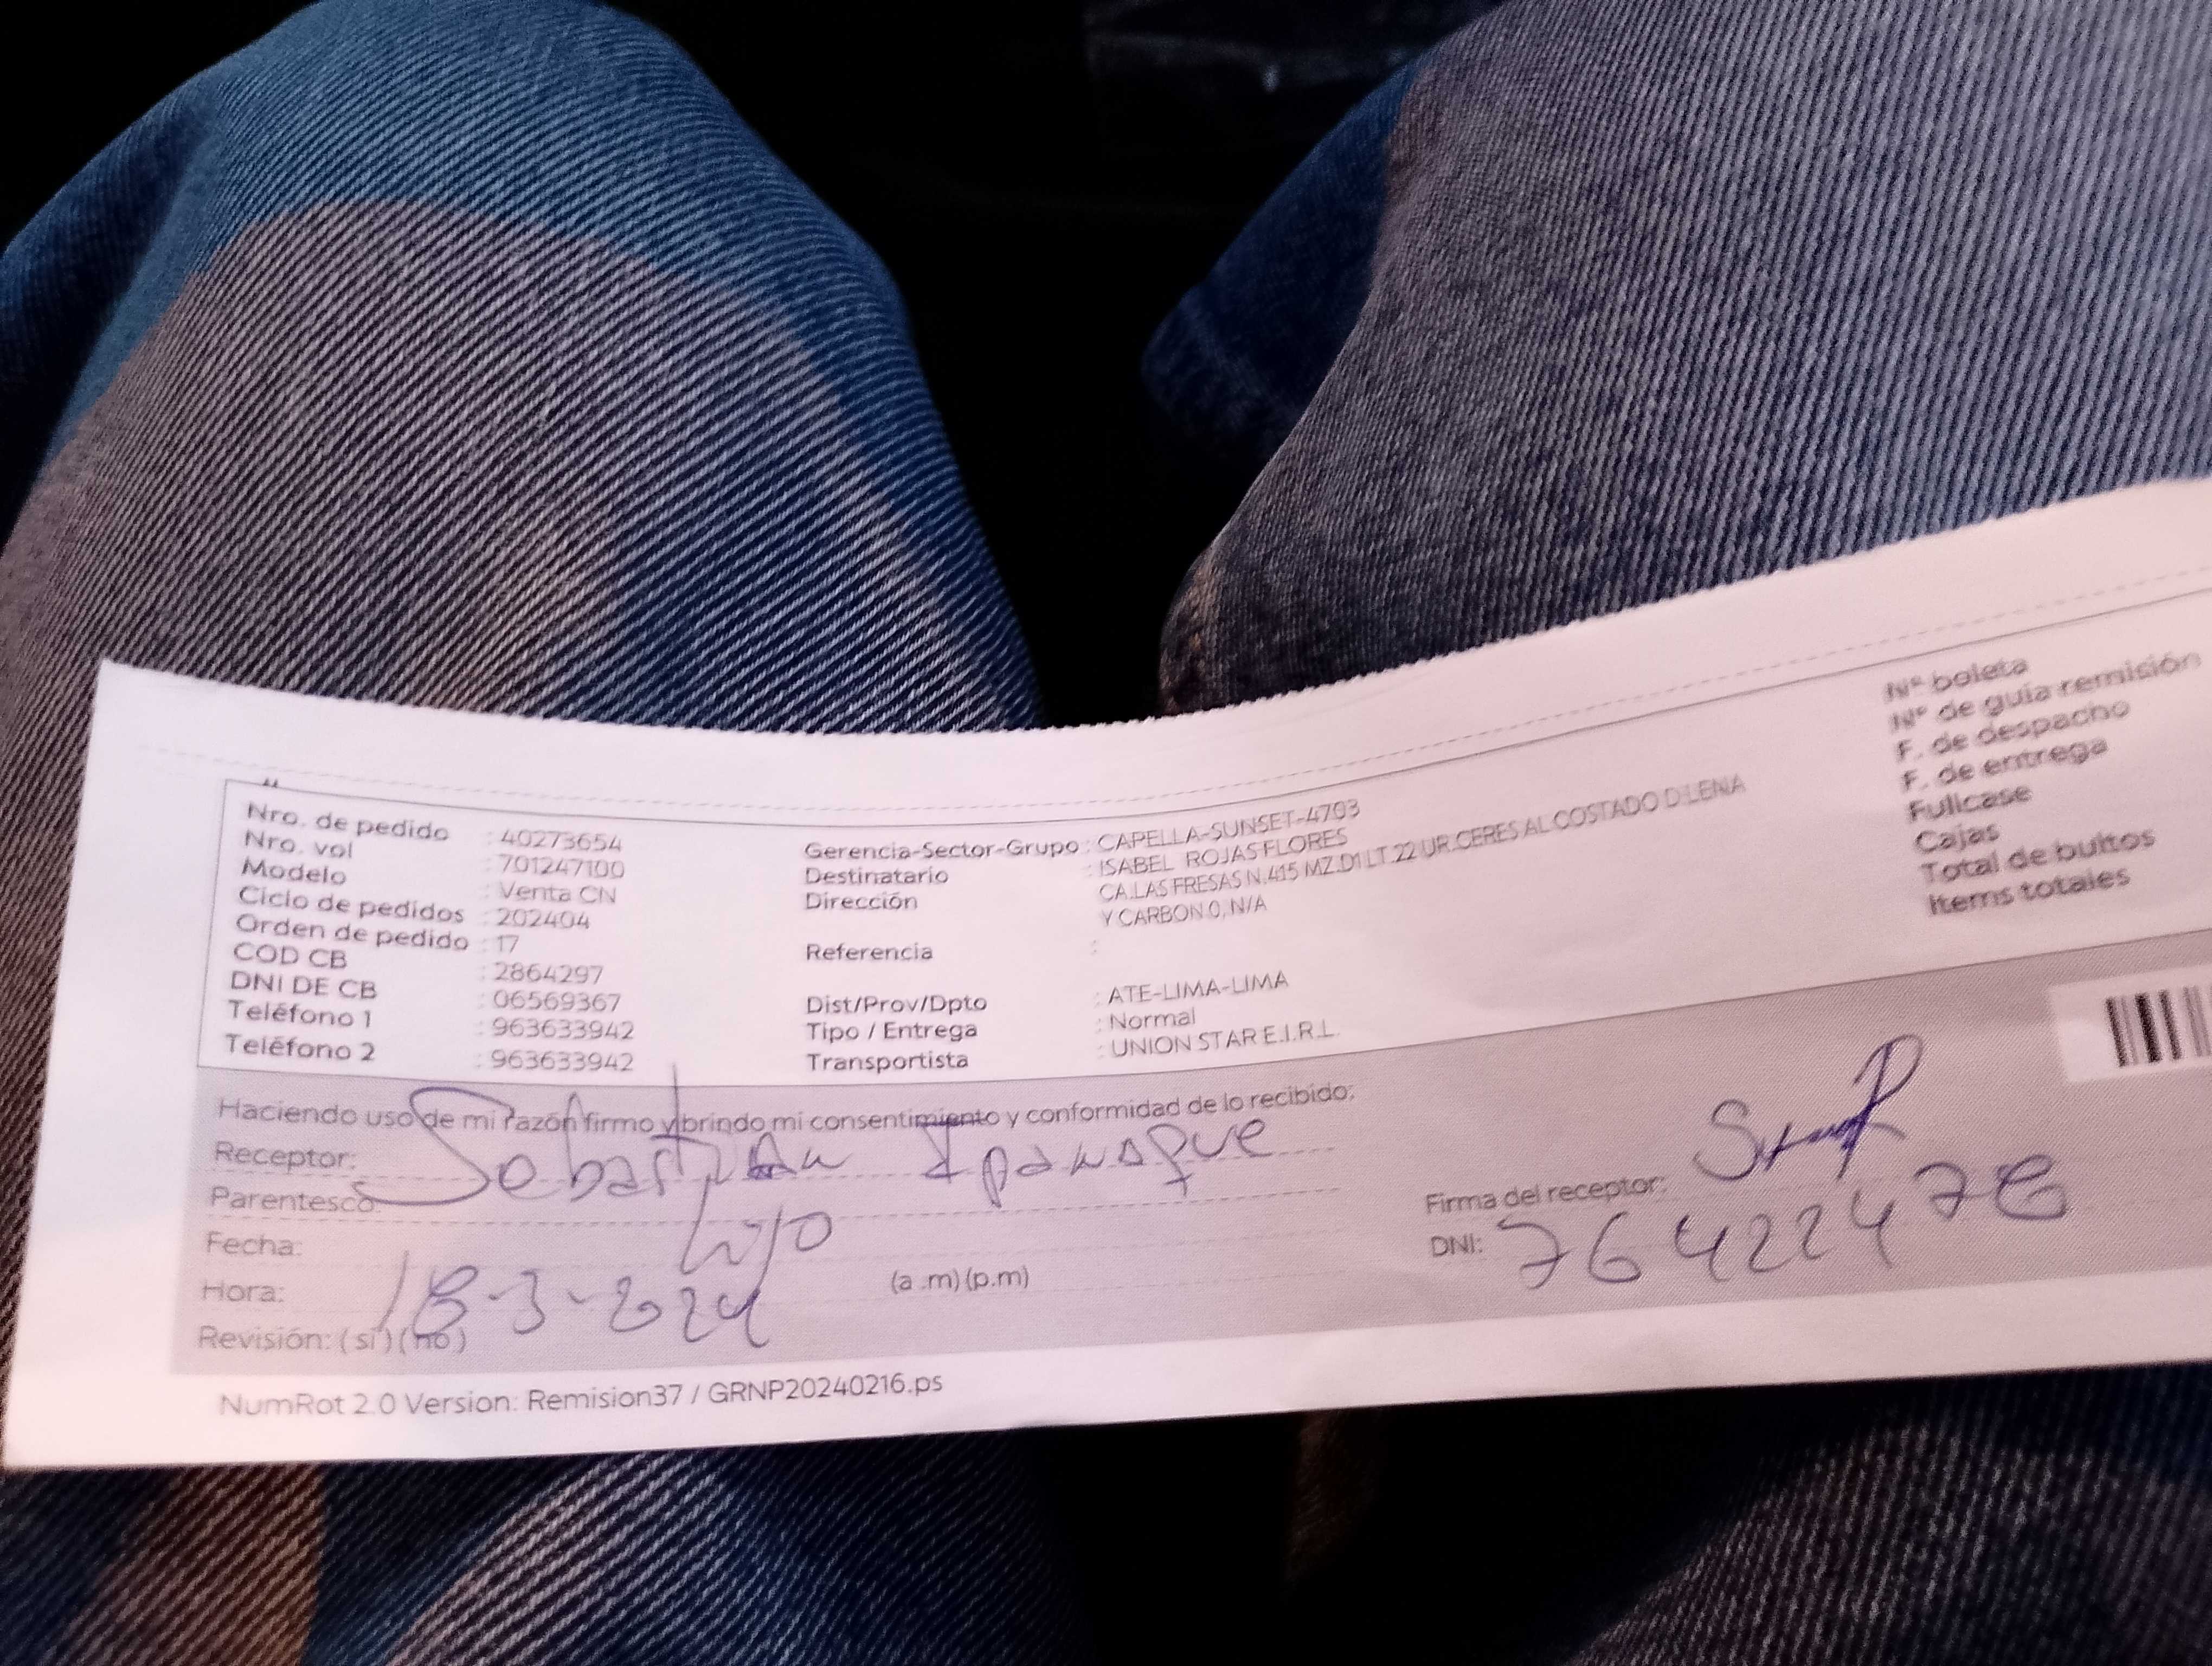 Nro. de pedido : 40273654
Nro. vol : 701247100
Modelo : Venta CN
Ciclo de pedidos : 202404
Orden de pedido : 17
COD CB : 2864297
DNI DE CB : 06569367
Teléfono 1 : 963633942
Teléfono 2 : 963633942
Gerencia-Sector-Grupo : CAPELLA-SUNSET-4793
Destinatario : ISABEL ROJAS FLORES
Dirección CA.LAS FRESAS N.415 MZ.D1 LT.22 UR.CERES AL COSTADO D LENA
Y CARBON 0, N/A
Referencia :
Dist/Prov/Dpto : ATE-LIMA-LIMA
Tipo / Entrega : Normal
Transportista : UNION STAR E.I.R.L.
N° boleta
N° de guia remisión
F. de despacho
F. de entrega
Fullcase
Cajas
Total de bultos
Items totales
Haciendo uso de mi razón firmo y brindo mi consentimiento y conformidad de lo recibido;
Receptor: Sebastian Ipanaque
Parentesco: hijo
Fecha: 18-3-2024
Hora: (a .m) (p.m)
Revisión: ( si ) ( no )
Firma del receptor:
DNI: 76422478
NumRot 2.0 Version: Remision37 / GRNP20240216.ps